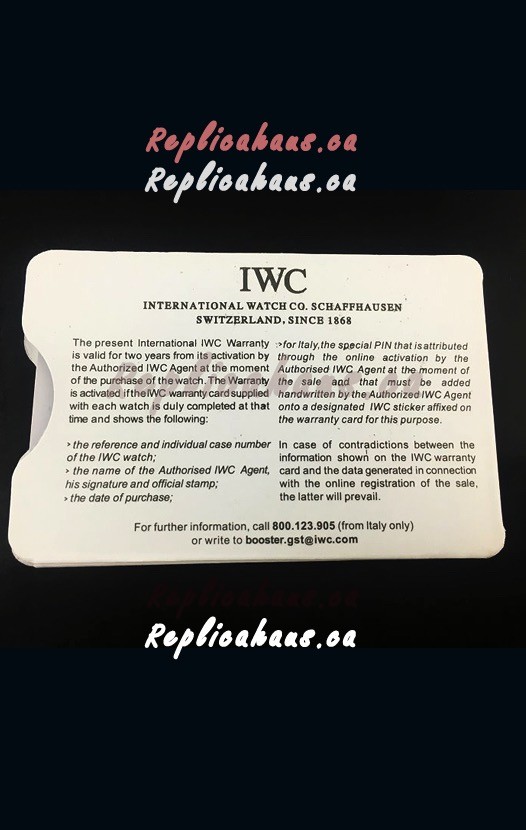 Replicahaus.ca
Replicahaus.ca
IWC
INTERNATIONAL WATCH CO. SCHAFFHAUSEN
SWITZERLAND, SINCE 1868
The present International IWC Warranty
is valid for two years from its activation by
the Authorized IWC Agent at the moment
of the purchase of the watch. The Warranty
is activated if the IWC warranty card supplied
with each watch is duly completed at that
time and shows the following:
› the reference and individual case number
of the IWC watch;
› the name of the Authorised IWC Agent,
his signature and official stamp;
› the date of purchase;
›for Italy, the special PIN that is attributed
through the online activation by the
Authorised IWC Agent at the moment of
the sale and that must be added
handwritten by the Authorized IWC Agent
onto a designated IWC sticker affixed on
the warranty card for this purpose.
In case of contradictions between the
information shown on the IWC warranty
card and the data generated in connection
with the online registration of the sale,
the latter will prevail.
Replicahaus.ca
For further information, call 800.123.905 (from Italy only)
or write to booster.gst@iwc.com
Replicahaus.ca
Replicahaus.ca